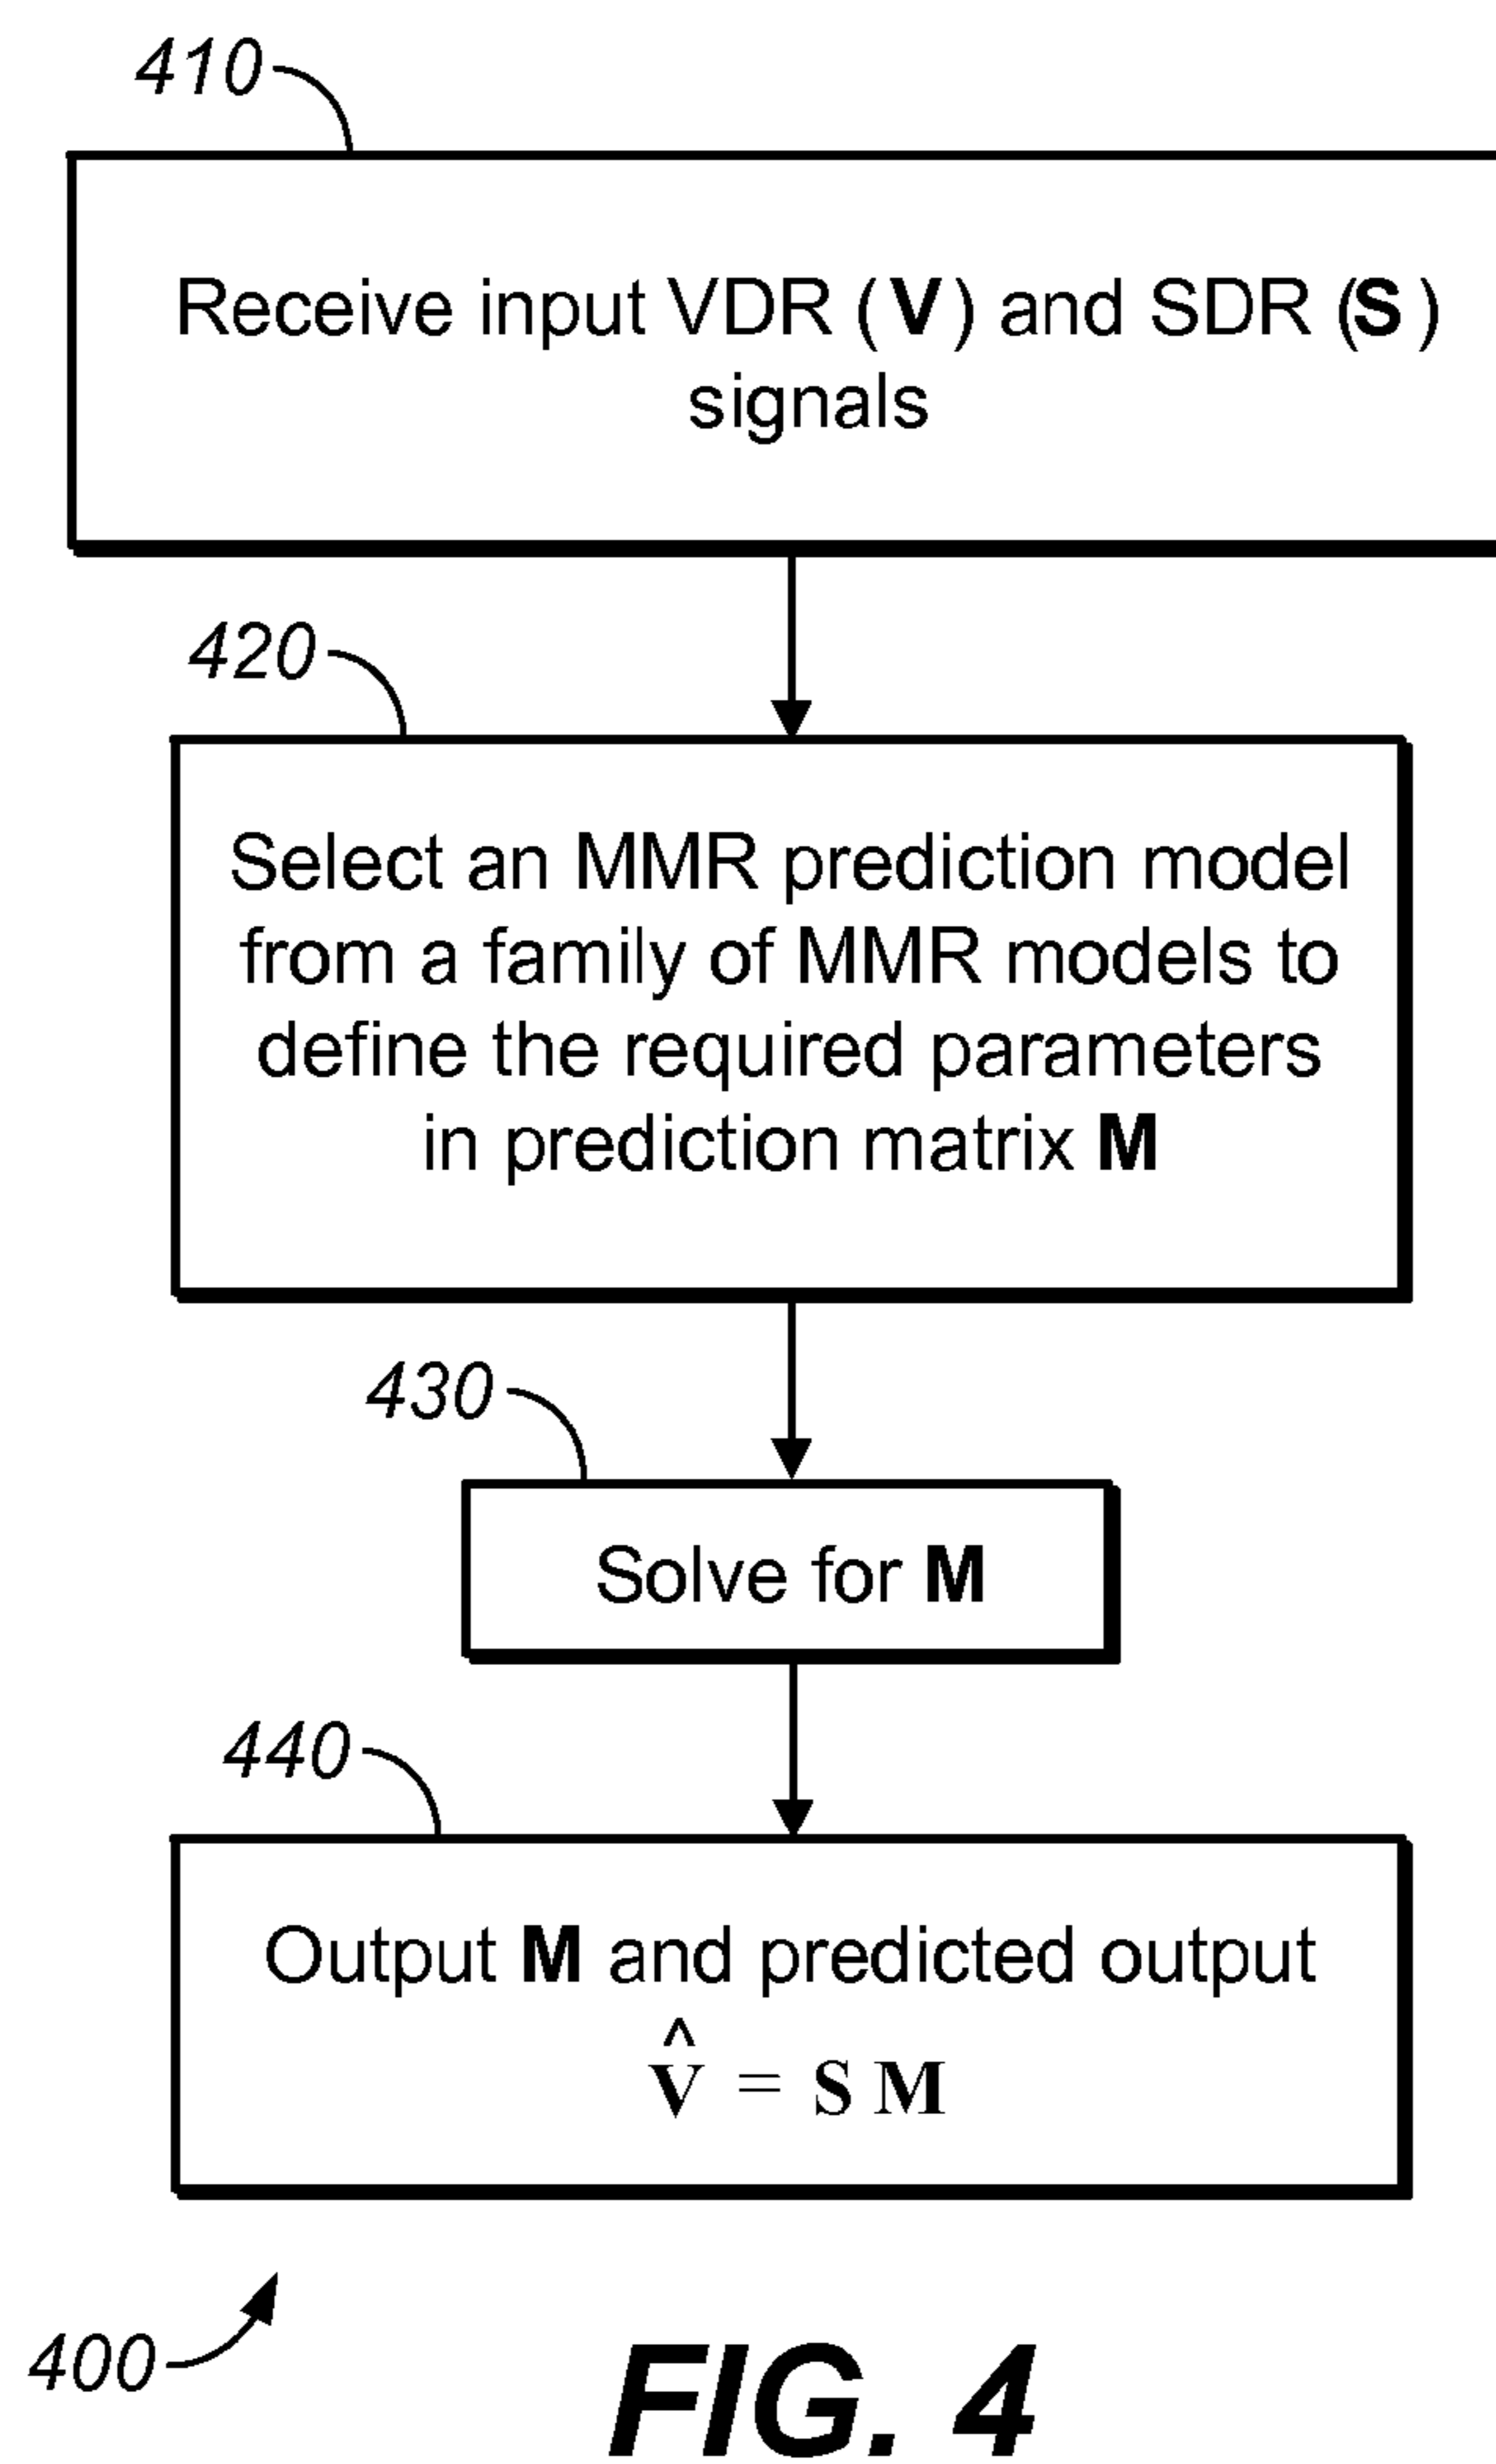 410
Receive input VDR (V) and SDR (S)
signals
420
Select an MMR prediction model
from a family of MMR models to
define the required parameters
in prediction matrix M
430
Solve for M
440
Output M and predicted output
V̂ = S M
400
FIG. 4